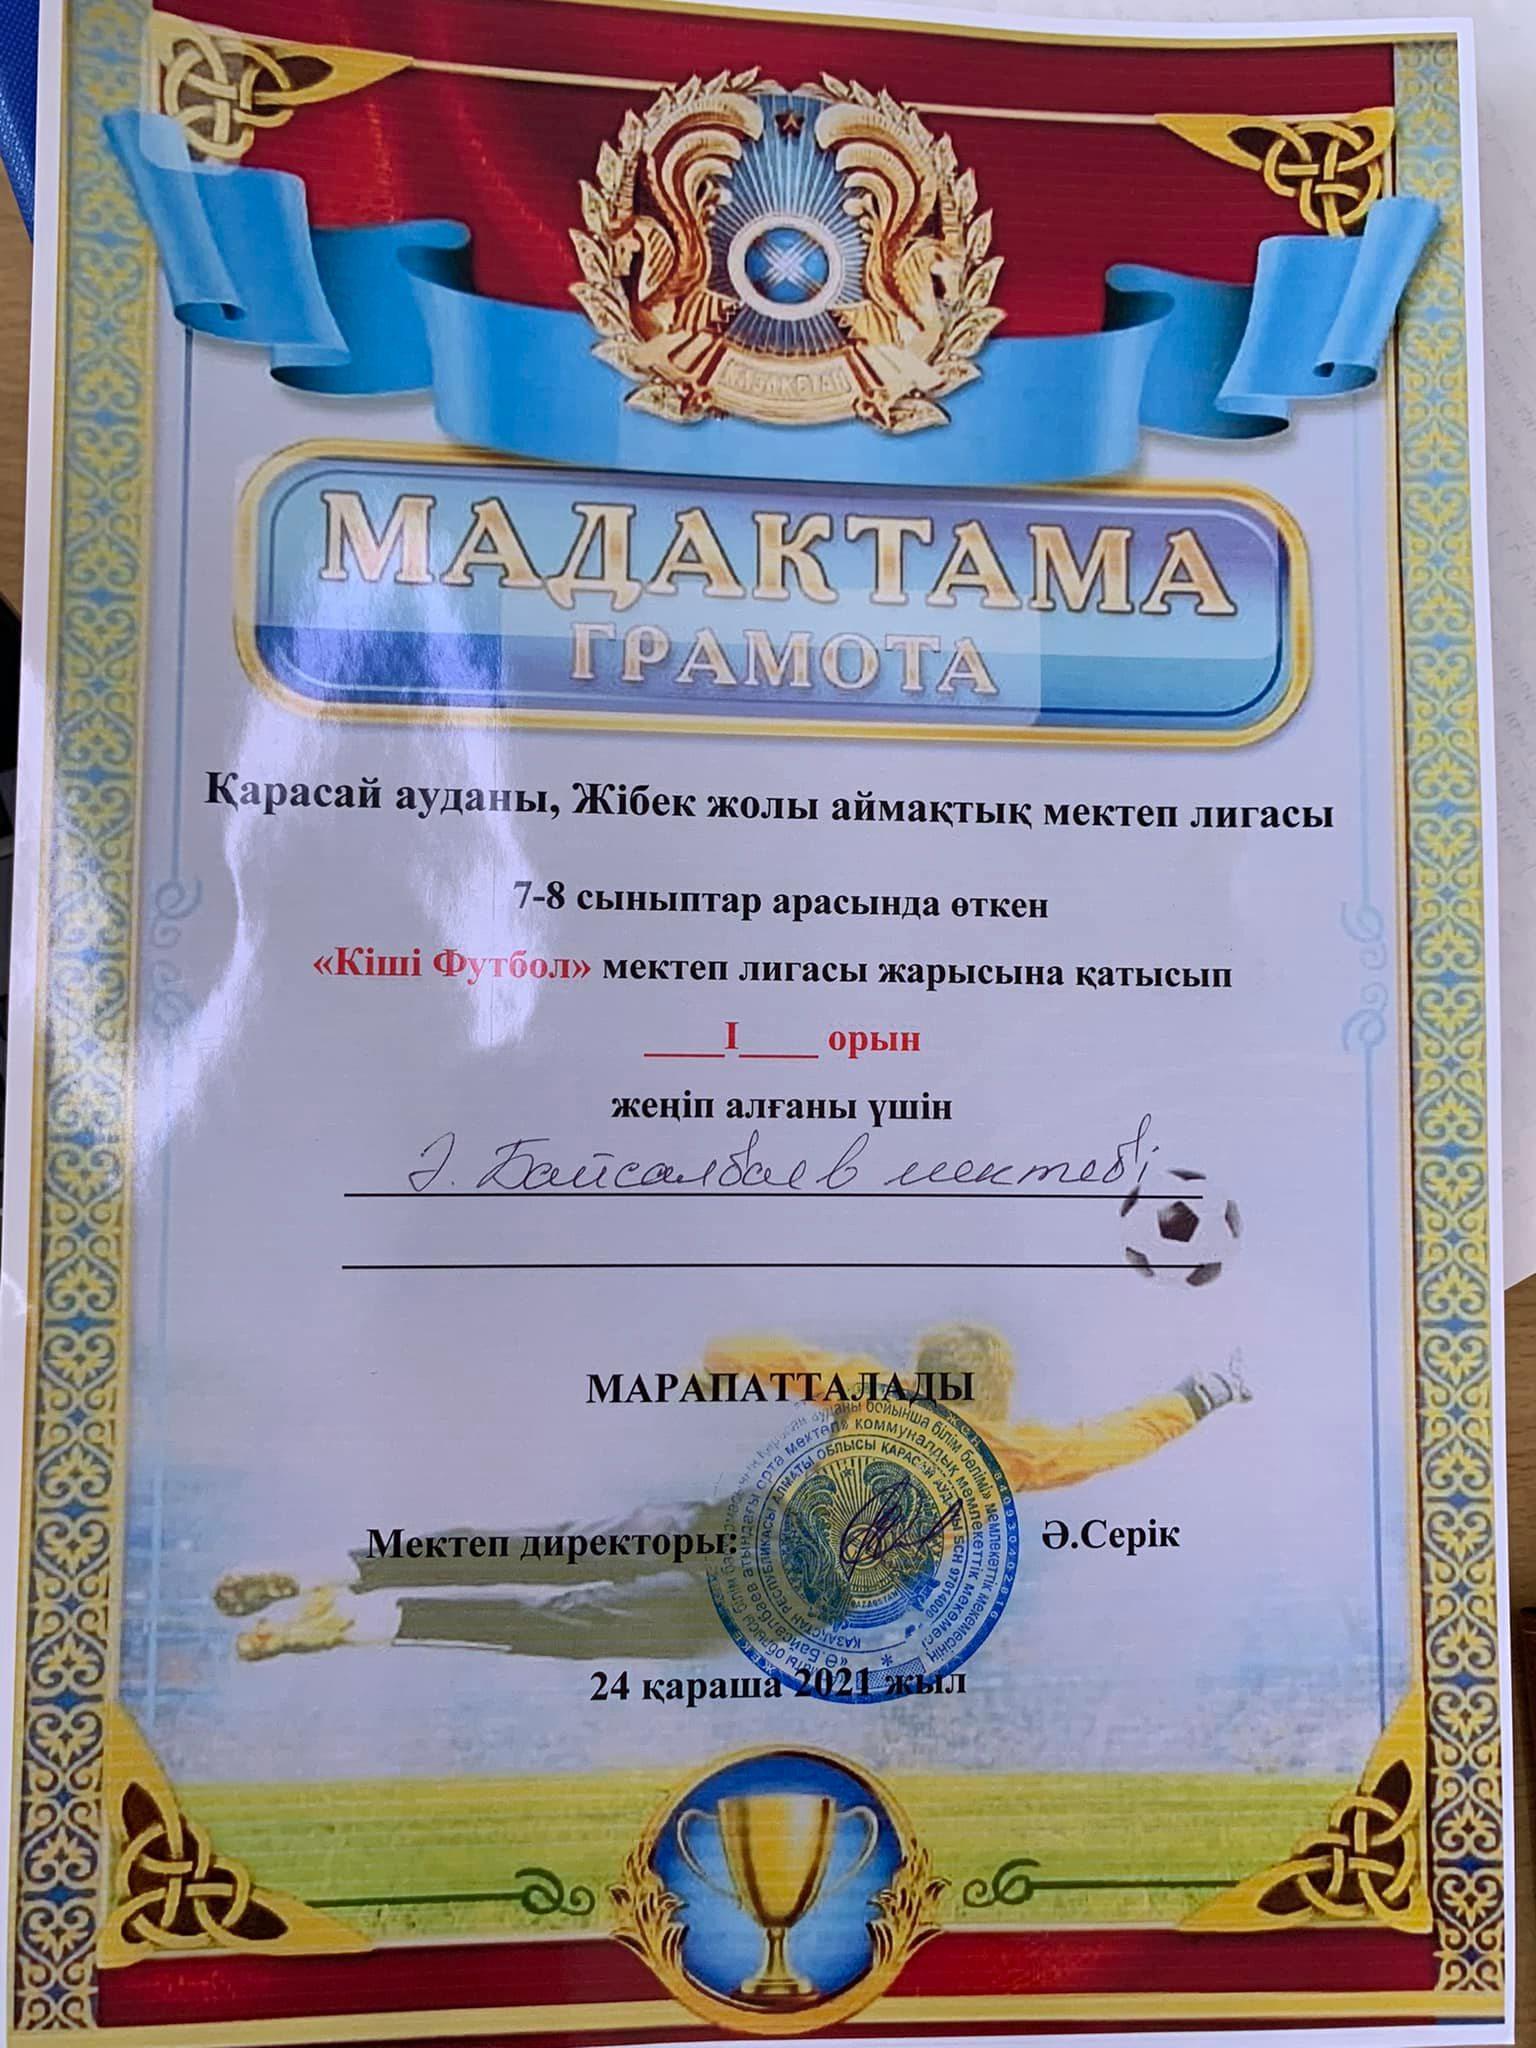 ҚАЗАҚСТАН
МАДАКТАМА
ГРАМОТА
Қарасай ауданы, Жібек жолы аймақтық мектеп лигасы
7-8 сыныптар арасында өткен
«Кіші Футбол» мектеп лигасы жарысына қатысып
____I____ орын
жеңіп алғаны үшін
Ә. Байсалбаев мектебі
МАРАПАТТАЛАДЫ
Мектеп директоры:
Ә.Серік
24 қараша 2021 жыл